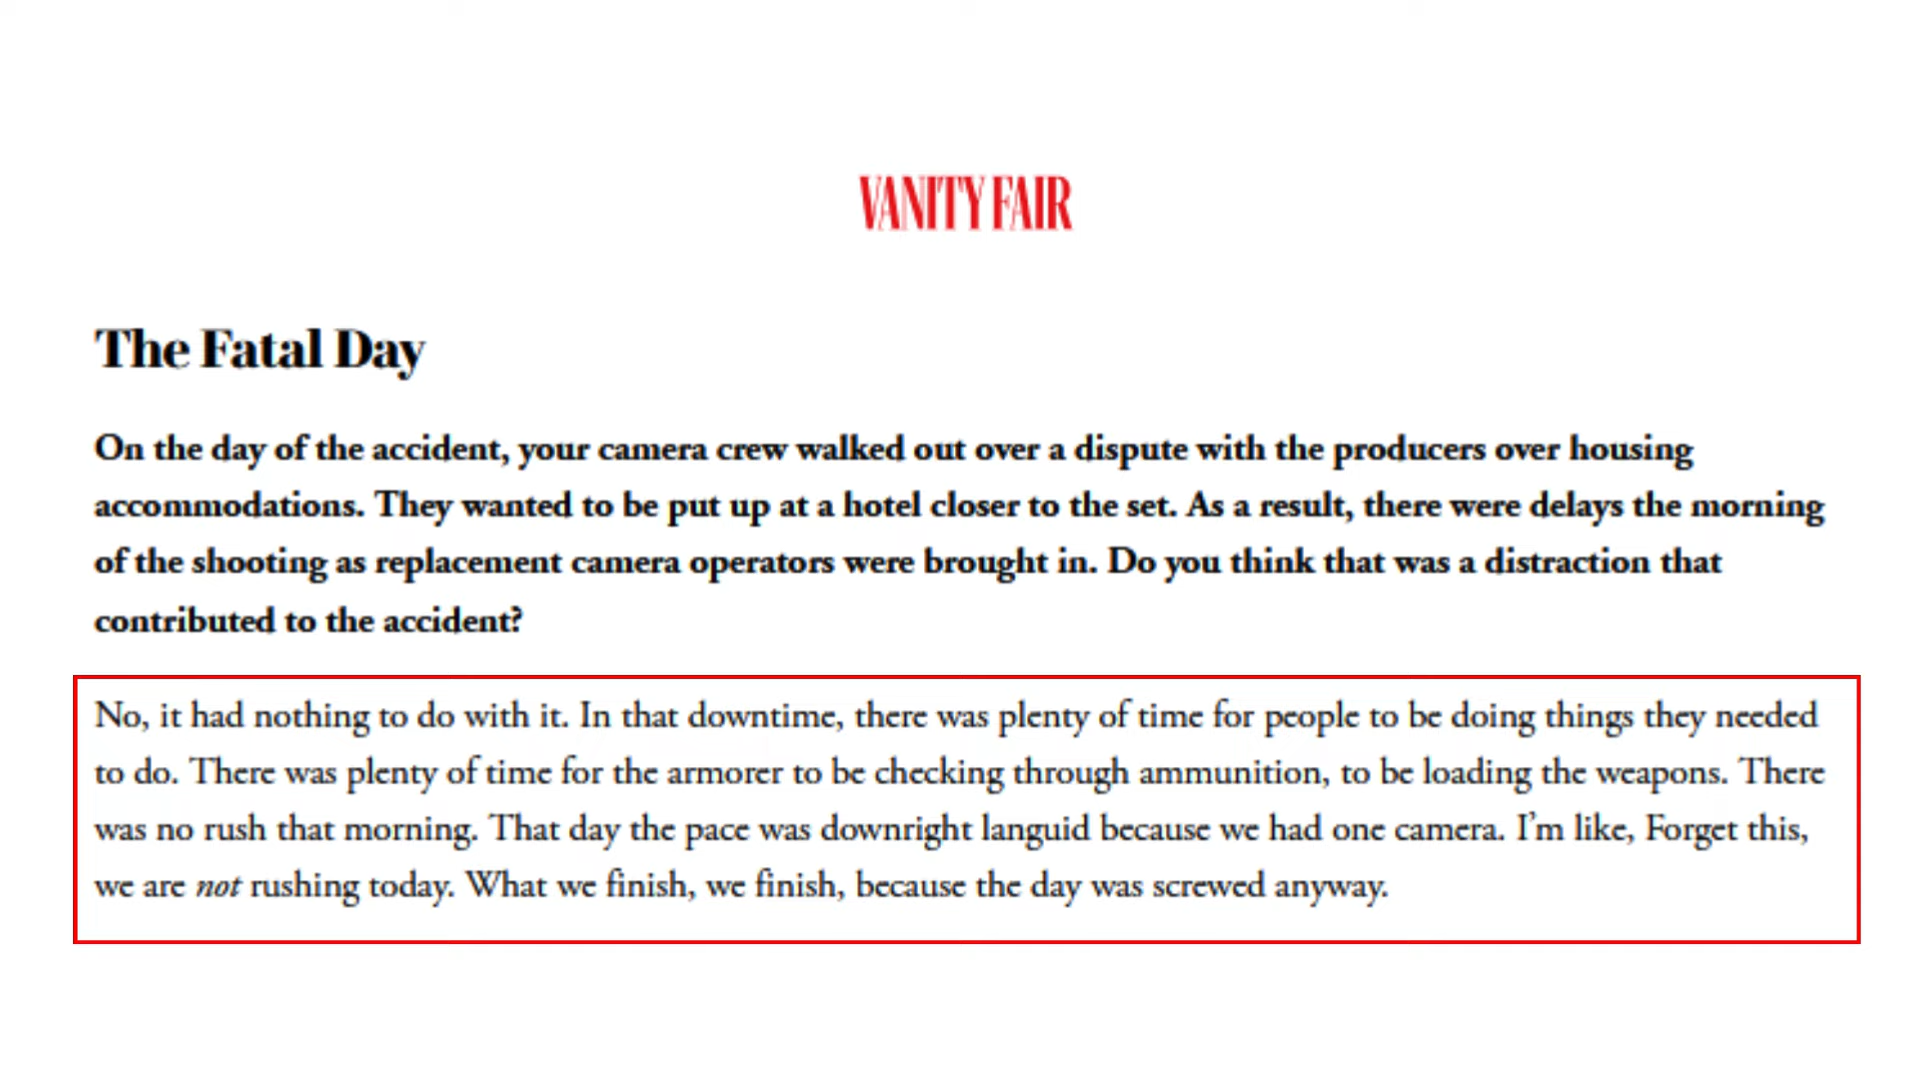 VANITY FAIR
The Fatal Day
On the day of the accident, your camera crew walked out over a dispute with the producers over housing
accommodations. They wanted to be put up at a hotel closer to the set. As a result, there were delays the morning
of the shooting as replacement camera operators were brought in. Do you think that was a distraction that
contributed to the accident?
No, it had nothing to do with it. In that downtime, there was plenty of time for people to be doing things they needed
to do. There was plenty of time for the armorer to be checking through ammunition, to be loading the weapons. There
was no rush that morning. That day the pace was downright languid because we had one camera. I’m like, Forget this,
we are not rushing today. What we finish, we finish, because the day was screwed anyway.